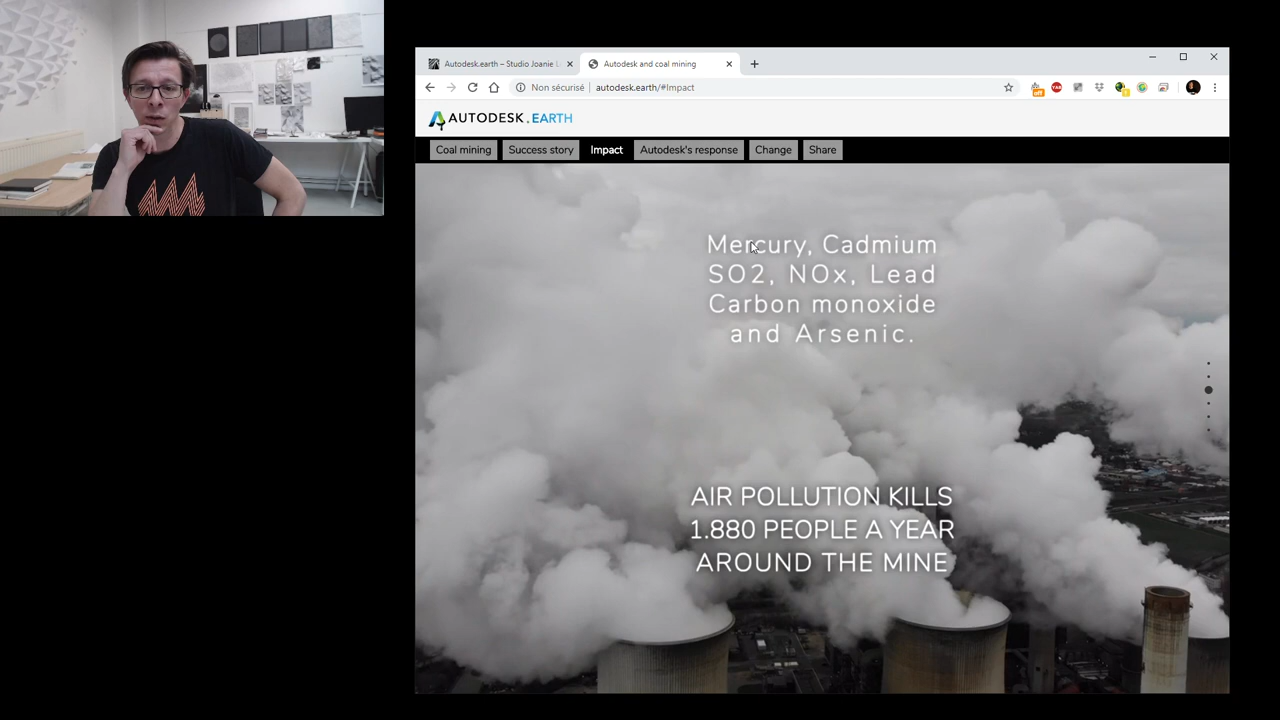 Autodesk.earth – Studio Joanie L
Autodesk and coal mining
Non sécurisé
autodesk.earth/#Impact
off
YAR
AUTODESK.EARTH
Coal mining
Success story
Impact
Autodesk's response
Change
Share
Mercury, Cadmium
SO2, NOx, Lead
Carbon monoxide
and Arsenic.
AIR POLLUTION KILLS
1.880 PEOPLE A YEAR
AROUND THE MINE